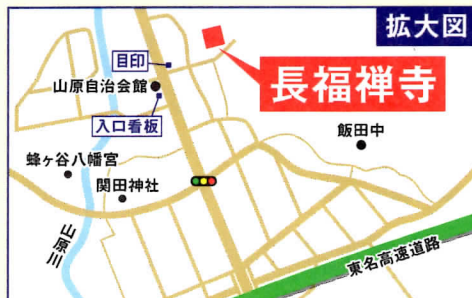 拡大図
目印
長福禅寺
山原自治会館
入口看板
飯田中
蜂ヶ谷八幡宮
関田神社
山原川
東名高速道路